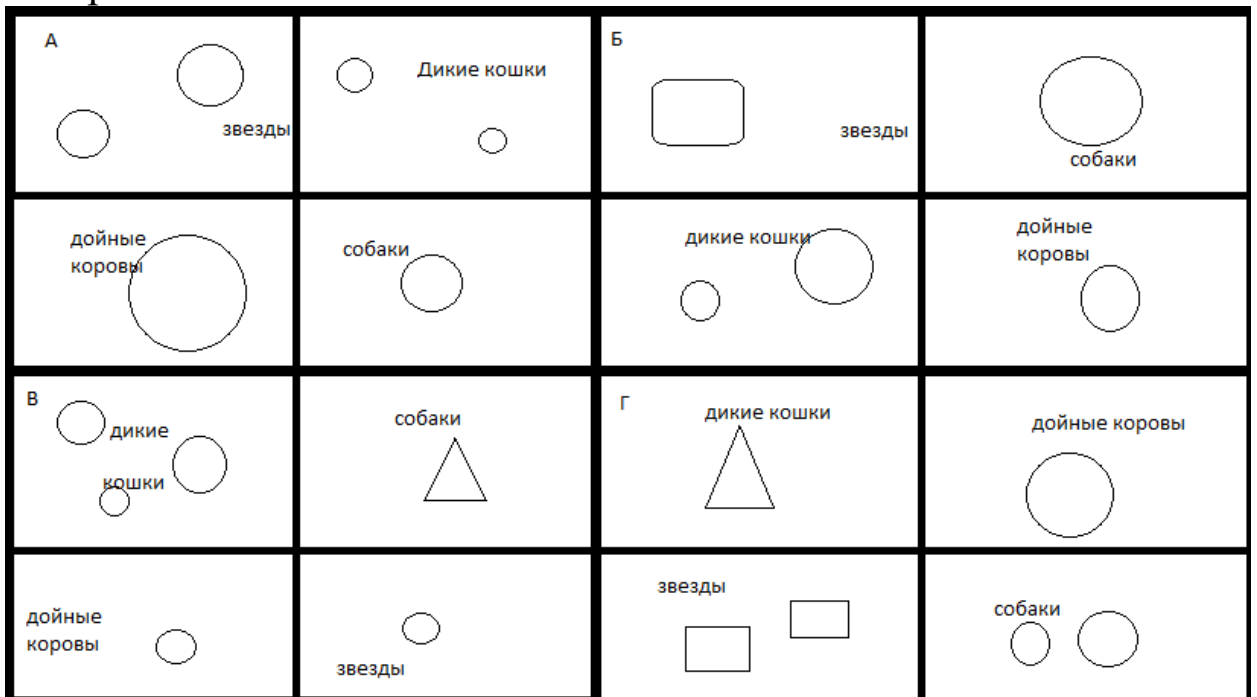 А
звезды
Дикие кошки
Б
звезды
собаки
дойные
коровы
собаки
дикие кошки
дойные
коровы
В
дикие
кошки
собаки
Г
дикие кошки
дойные коровы
дойные
коровы
звезды
звезды
собаки